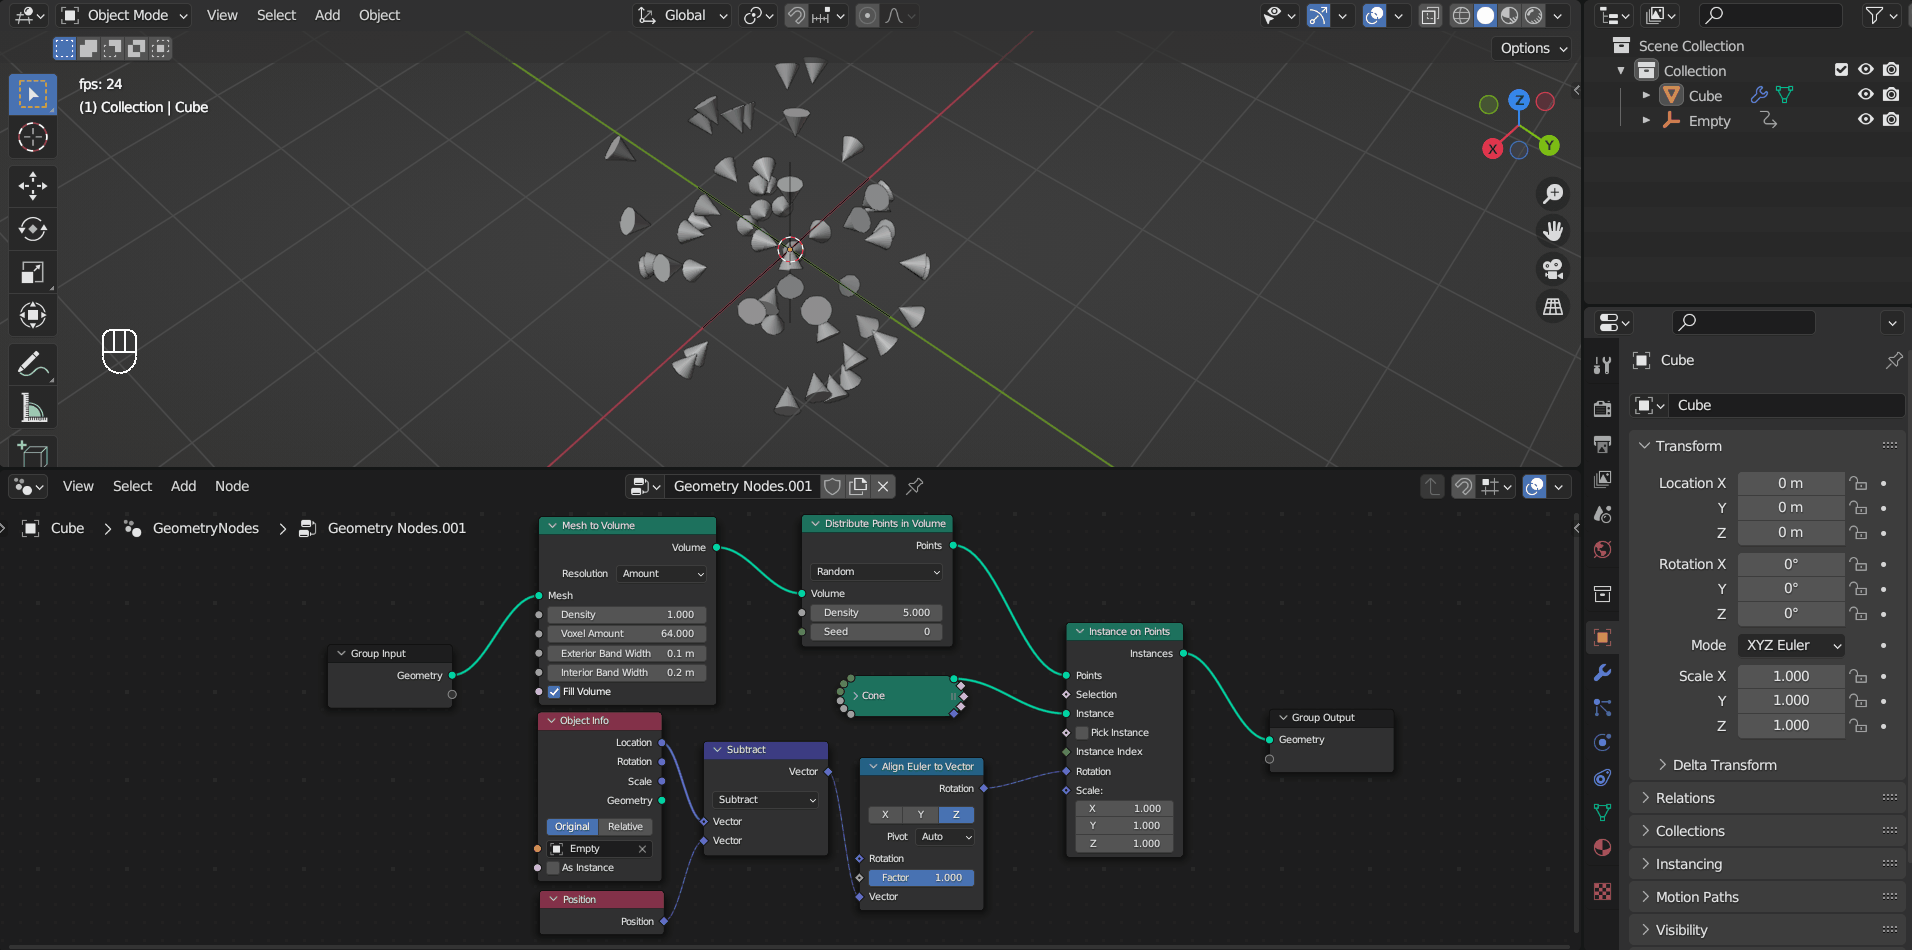 Object Mode
View
Select
Add
Object
Global
Options
fps: 24
(1) Collection | Cube
Z
X
Y
Scene Collection
Collection
Cube
Empty
View
Select
Add
Node
Geometry Nodes.001
Cube
GeometryNodes
Geometry Nodes.001
Group Input
Geometry
Mesh to Volume
Volume
Resolution Amount
Mesh
Density 1.000
Voxel Amount 64.000
Exterior Band Width 0.1 m
Interior Band Width 0.2 m
Fill Volume
Object Info
Location
Rotation
Scale
Geometry
Original Relative
Empty
As Instance
Position
Position
Subtract
Vector
Subtract
Vector
Vector
Distribute Points in Volume
Points
Random
Volume
Density 5.000
Seed 0
Cone
Align Euler to Vector
Rotation
X Y Z
Pivot Auto
Rotation
Factor 1.000
Vector
Instance on Points
Instances
Points
Selection
Instance
Pick Instance
Instance Index
Rotation
Scale:
X 1.000
Y 1.000
Z 1.000
Group Output
Geometry
Cube
Cube
Transform
Location X 0 m
Y 0 m
Z 0 m
Rotation X 0°
Y 0°
Z 0°
Mode XYZ Euler
Scale X 1.000
Y 1.000
Z 1.000
Delta Transform
Relations
Collections
Instancing
Motion Paths
Visibility